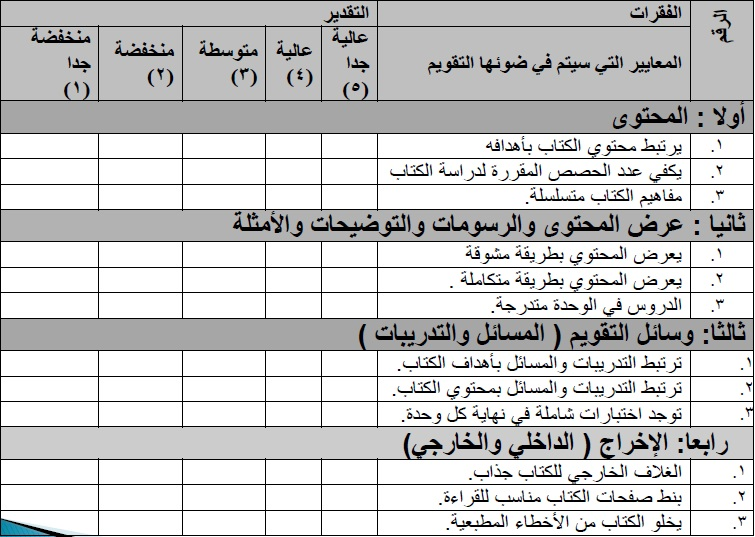 الرقم الفقرات التقدير
المعايير التي سيتم في ضوئها التقويم عالية جدا (٥) عالية (٤) متوسطة (٣) منخفضة (٢) منخفضة جدا (١)
أولا : المحتوى
١. يرتبط محتوي الكتاب بأهدافه
٢. يكفي عدد الحصص المقررة لدراسة الكتاب
٣. مفاهيم الكتاب متسلسلة.
ثانيا : عرض المحتوى والرسومات والتوضيحات والأمثلة
١. يعرض المحتوي بطريقة مشوقة
٢. يعرض المحتوي بطريقة متكاملة .
٣. الدروس في الوحدة متدرجة.
ثالثا: وسائل التقويم ( المسائل والتدريبات )
١. ترتبط التدريبات والمسائل بأهداف الكتاب.
٢. ترتبط التدريبات والمسائل بمحتوي الكتاب.
٣. توجد اختبارات شاملة في نهاية كل وحدة.
رابعا: الإخراج ( الداخلي والخارجي)
١. الغلاف الخارجي للكتاب جذاب.
٢. بنط صفحات الكتاب مناسب للقراءة.
٣. يخلو الكتاب من الأخطاء المطبعية.